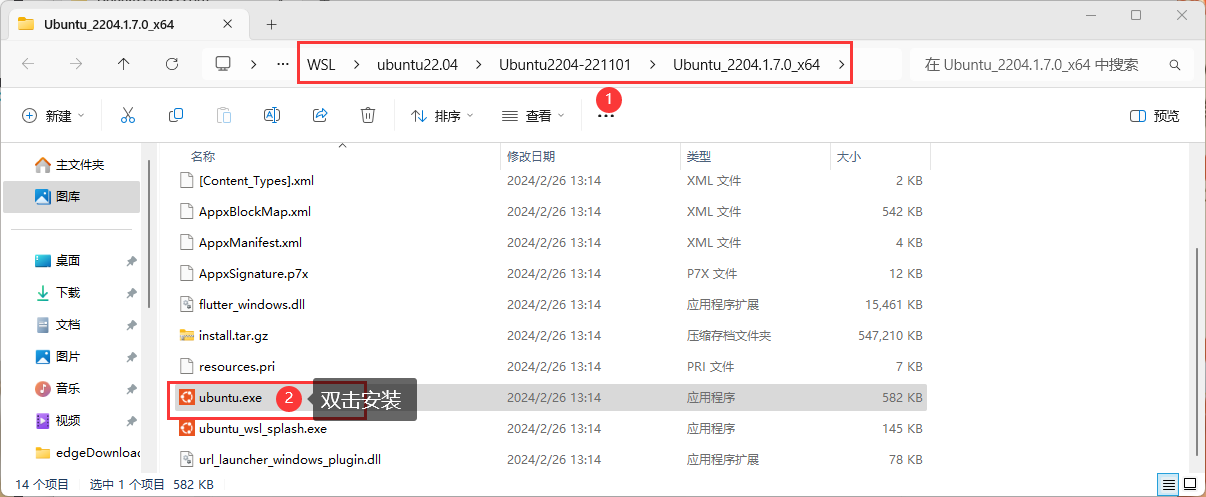 Ubuntu_2204.1.7.0_x64
WSL > ubuntu22.04 > Ubuntu2204-221101 > Ubuntu_2204.1.7.0_x64 >
在 Ubuntu_2204.1.7.0_x64 中搜索
1
新建 排序 查看 ... 预览
名称 修改日期 类型 大小
主文件夹
图库
桌面
下载
文档
图片
音乐
视频
edgeDownload
[Content_Types].xml 2024/2/26 13:14 XML 文件 2 KB
AppxBlockMap.xml 2024/2/26 13:14 XML 文件 542 KB
AppxManifest.xml 2024/2/26 13:14 XML 文件 4 KB
AppxSignature.p7x 2024/2/26 13:14 P7X 文件 12 KB
flutter_windows.dll 2024/2/26 13:14 应用程序扩展 15,461 KB
install.tar.gz 2024/2/26 13:14 压缩存档文件夹 547,210 KB
resources.pri 2024/2/26 13:14 PRI 文件 7 KB
ubuntu.exe 2 双击安装 2024/2/26 13:14 应用程序 582 KB
ubuntu_wsl_splash.exe 2024/2/26 13:14 应用程序 145 KB
url_launcher_windows_plugin.dll 2024/2/26 13:14 应用程序扩展 78 KB
14 个项目 选中 1 个项目 582 KB